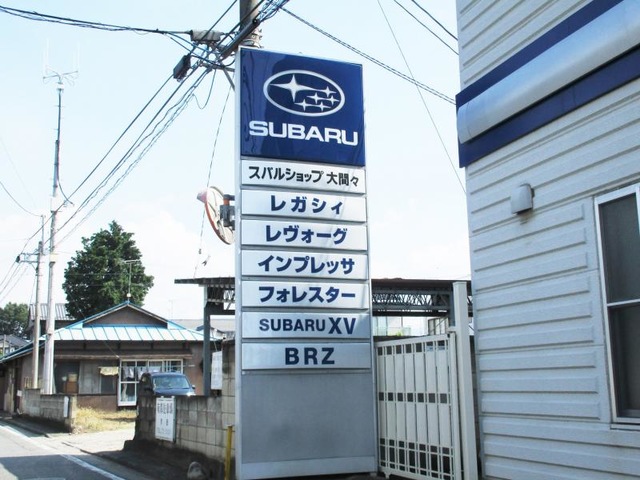 SUBARU
スバルショップ 大間々
レガシィ
レヴォーグ
インプレッサ
フォレスター
SUBARU XV
BRZ